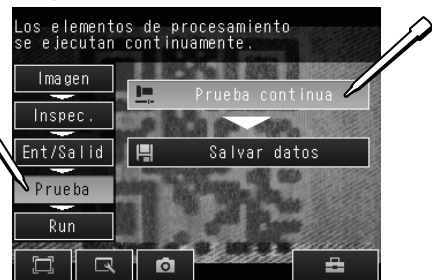 Los elementos de procesamiento
se ejecutan continuamente.
Imagen
Inspec.
Ent/Salid
Prueba
Run
Prueba continua
Salvar datos